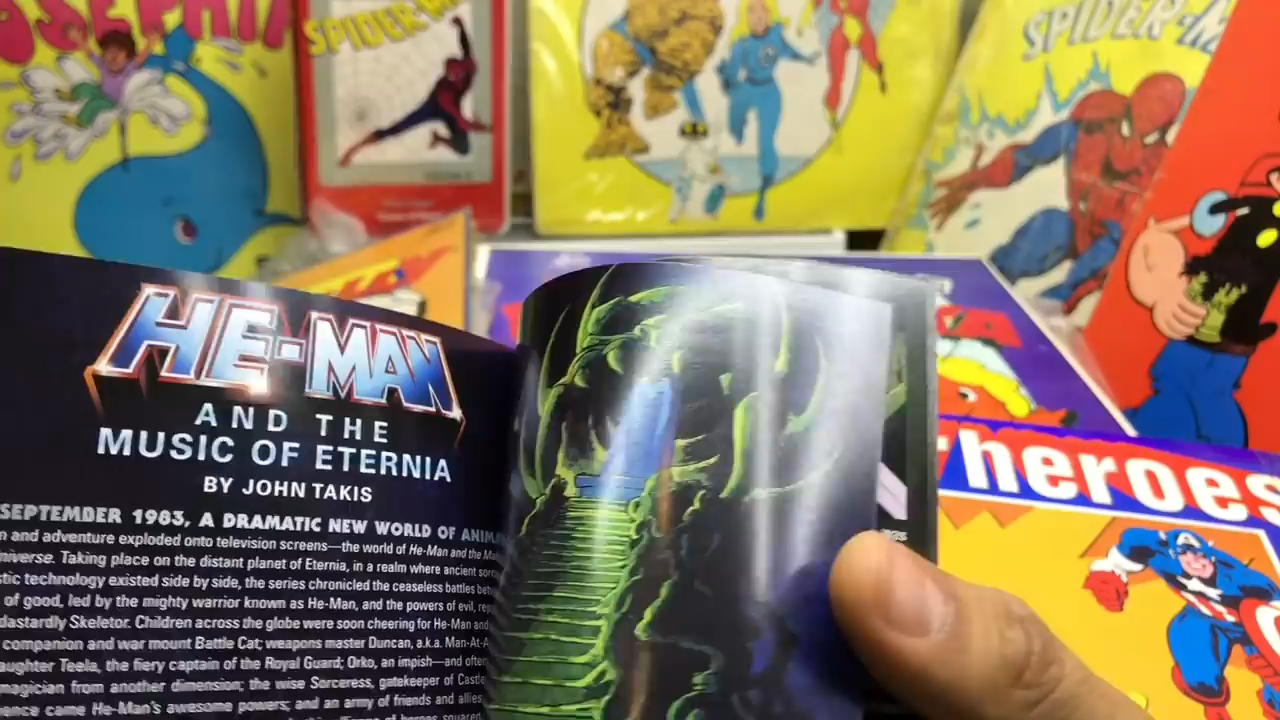 JOSEPHII
SPIDER-M
SPIDER-M
HE-MAN
AND THE
MUSIC OF ETERNIA
BY JOHN TAKIS
SEPTEMBER 1983, A DRAMATIC NEW WORLD OF ANIMA
n and adventure exploded onto television screens—the world of He-Man and the Ma
niverse. Taking place on the distant planet of Eternia, in a realm where ancient sorc
stic technology existed side by side, the series chronicled the ceaseless battles bet
of good, led by the mighty warrior known as He-Man, and the powers of evil, rep
dastardly Skeletor. Children across the globe were soon cheering for He-Man and
companion and war mount Battle Cat; weapons master Duncan, a.k.a. Man-At-A
aughter Teela, the fiery captain of the Royal Guard; Orko, an impish—and often
magician from another dimension; the wise Sorceress, gatekeeper of Castle
ence came He-Man's awesome powers; and an army of friends and allies
of heroes squared
heroes